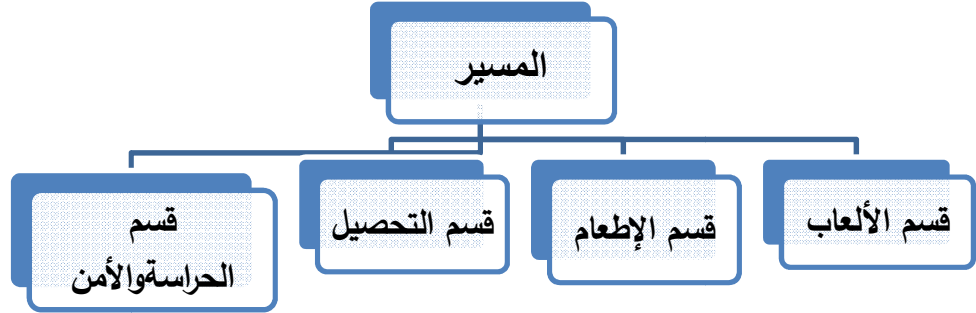 المسير
قسم الألعاب
قسم الإطعام
قسم التحصيل
قسم
الحراسةوالأمن